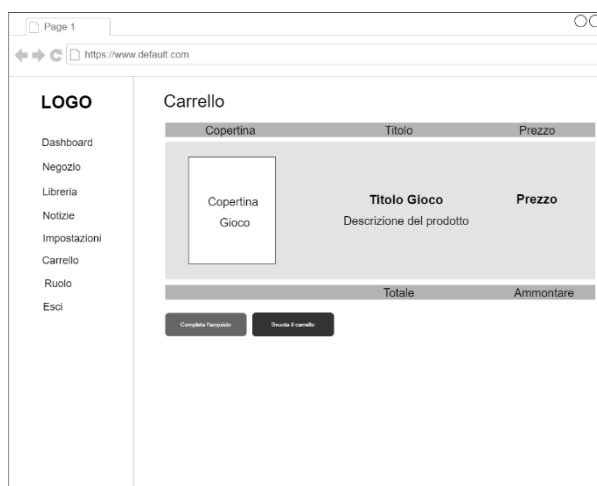 Page 1
https://www.default.com
LOGO
Carrello
Copertina Titolo Prezzo
Dashboard
Negozio
Libreria
Notizie
Impostazioni
Carrello
Ruolo
Esci
Copertina
Gioco
Titolo Gioco Prezzo
Descrizione del prodotto
Totale Ammontare
Completa l'acquisto Svuota il carrello